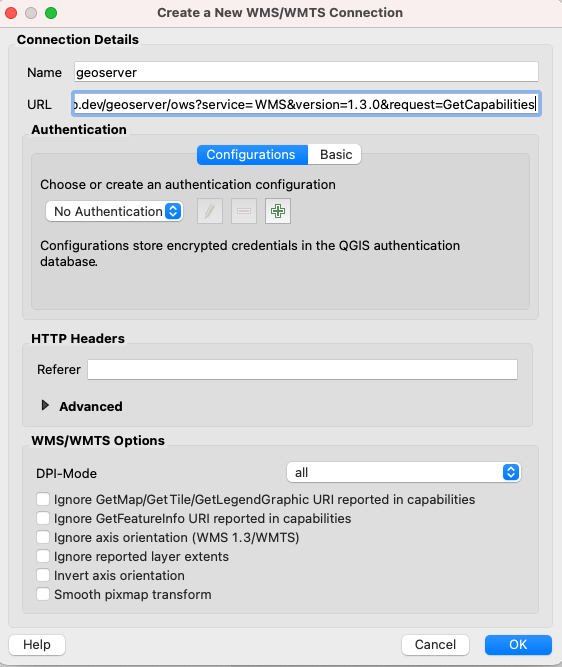 Create a New WMS/WMTS Connection
Connection Details
Name geoserver
URL o.dev/geoserver/ows?service=WMS&version=1.3.0&request=GetCapabilities
Authentication
Configurations Basic
Choose or create an authentication configuration
No Authentication
Configurations store encrypted credentials in the QGIS authentication
database.
HTTP Headers
Referer
Advanced
WMS/WMTS Options
DPI-Mode all
Ignore GetMap/GetTile/GetLegendGraphic URI reported in capabilities
Ignore GetFeatureInfo URI reported in capabilities
Ignore axis orientation (WMS 1.3/WMTS)
Ignore reported layer extents
Invert axis orientation
Smooth pixmap transform
Help Cancel OK